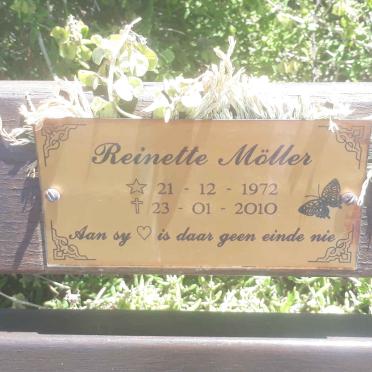 Reinette Möller
☆ 21 - 12 - 1972
✝ 23 - 01 - 2010
Aan sy ♡ is daar geen einde nie